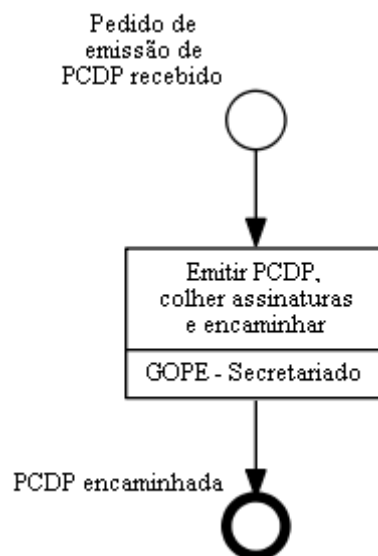 Pedido de
emissão de
PCDP recebido
Emitir PCDP,
colher assinaturas
e encaminhar
GOPE - Secretariado
PCDP encaminhada